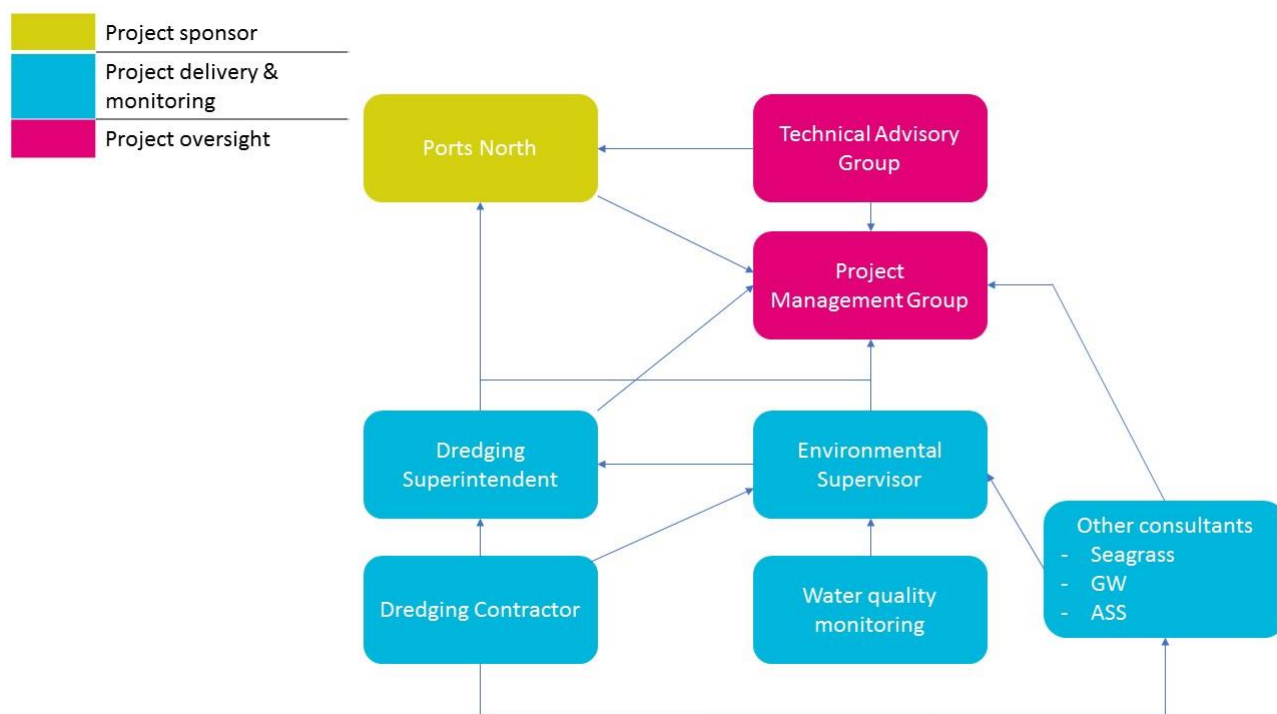 Project sponsor
Project delivery &
monitoring
Project oversight
Ports North
Technical Advisory
Group
Project
Management Group
Dredging
Superintendent
Environmental
Supervisor
Other consultants
- Seagrass
- GW
- ASS
Dredging Contractor
Water quality
monitoring